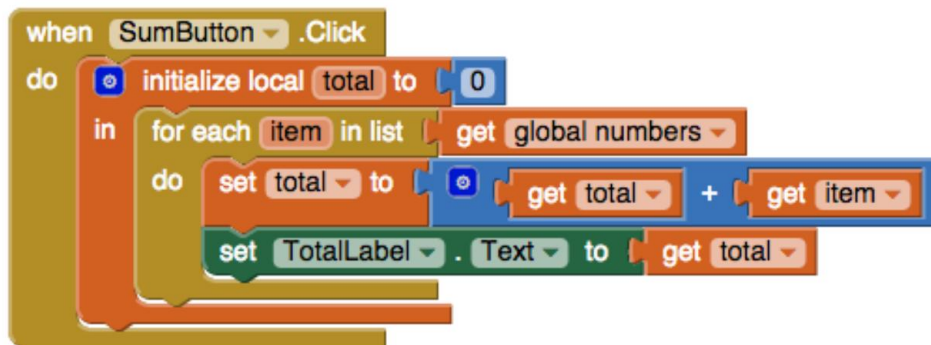 when SumButton .Click
do initialize local total to 0
in for each item in list get global numbers
do set total to get total + get item
set TotalLabel . Text to get total